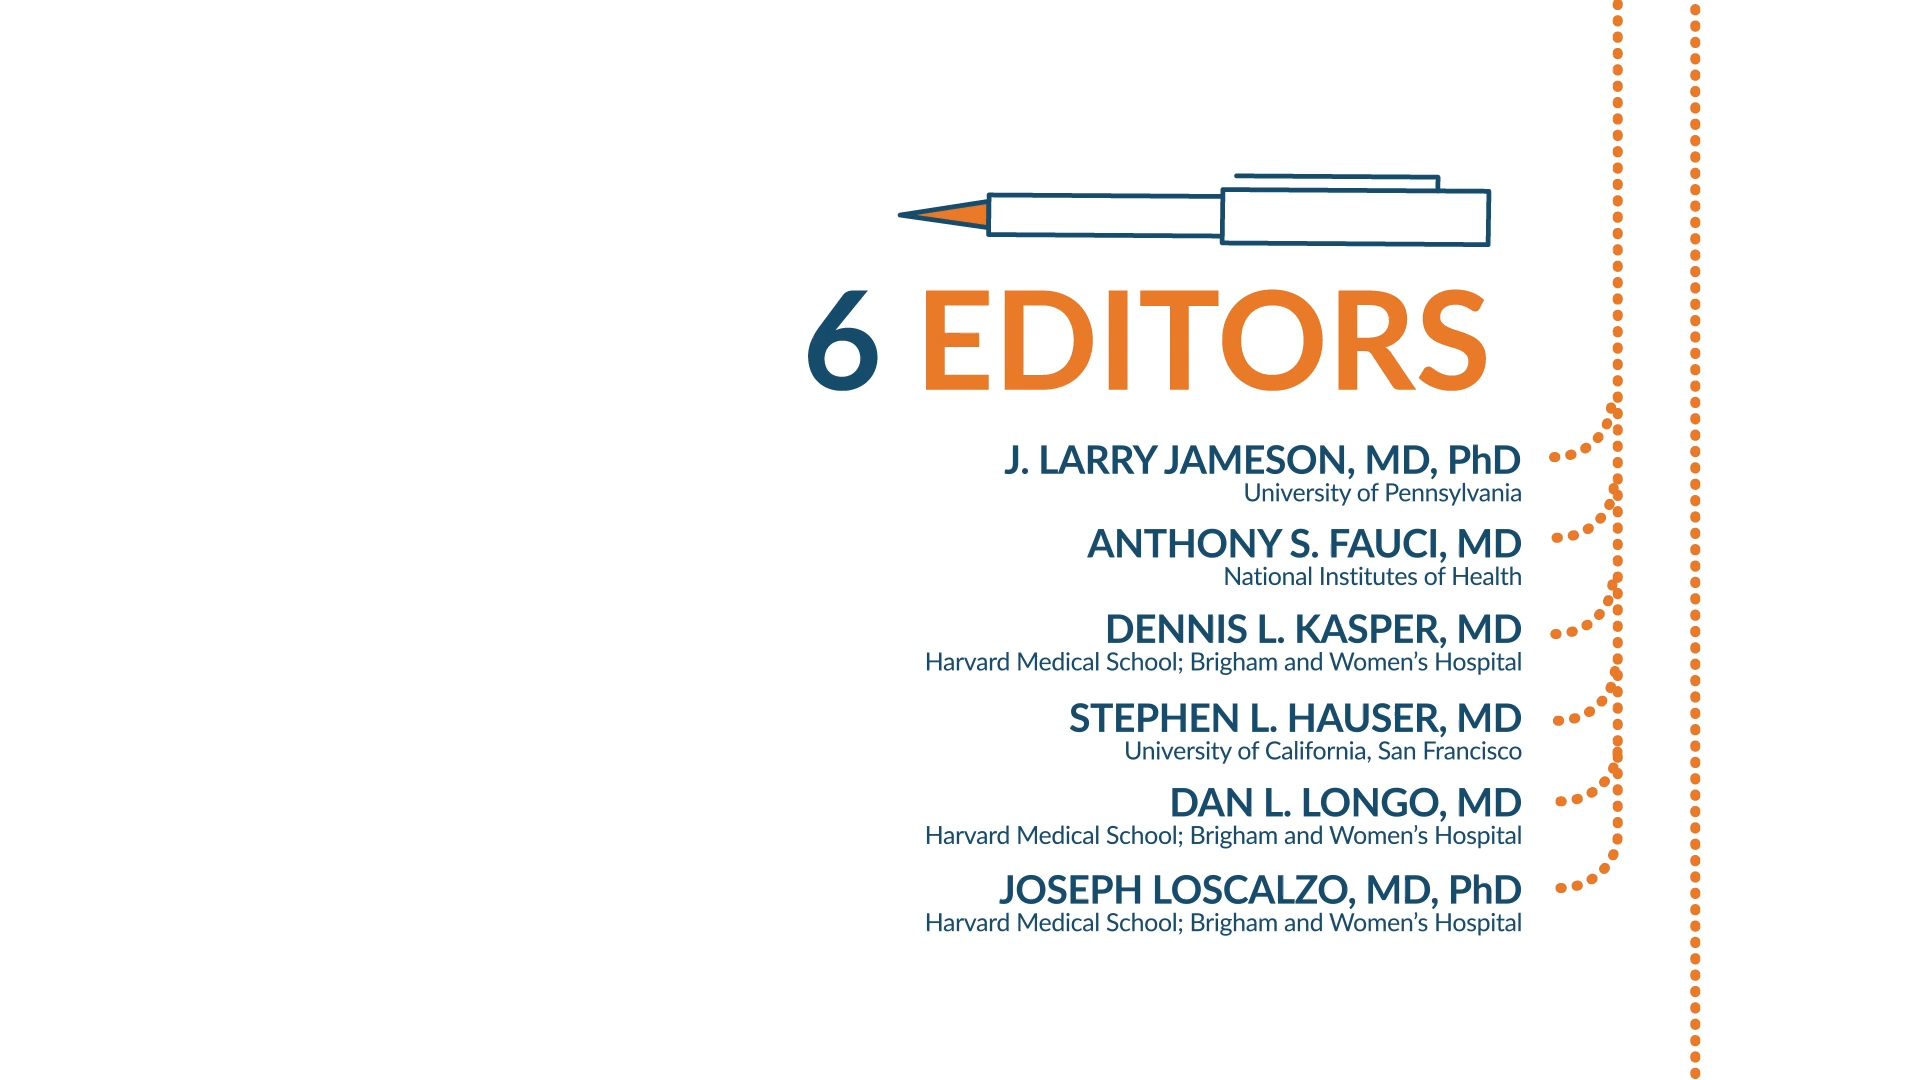 6 EDITORS
J. LARRY JAMESON, MD, PhD
University of Pennsylvania
ANTHONY S. FAUCI, MD
National Institutes of Health
DENNIS L. KASPER, MD
Harvard Medical School; Brigham and Women’s Hospital
STEPHEN L. HAUSER, MD
University of California, San Francisco
DAN L. LONGO, MD
Harvard Medical School; Brigham and Women’s Hospital
JOSEPH LOSCALZO, MD, PhD
Harvard Medical School; Brigham and Women’s Hospital